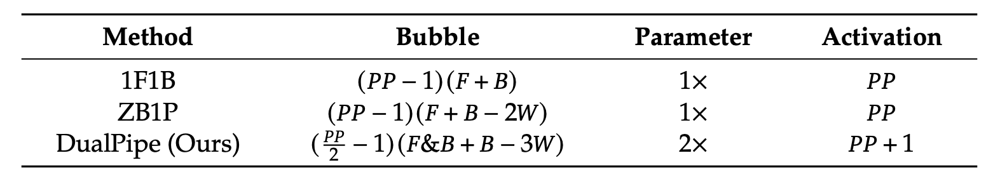 Method Bubble Parameter Activation
1F1B (PP − 1)(F + B) 1× PP
ZB1P (PP − 1)(F + B − 2W) 1× PP
DualPipe (Ours) (PP/2 − 1)(F&B + B − 3W) 2× PP + 1